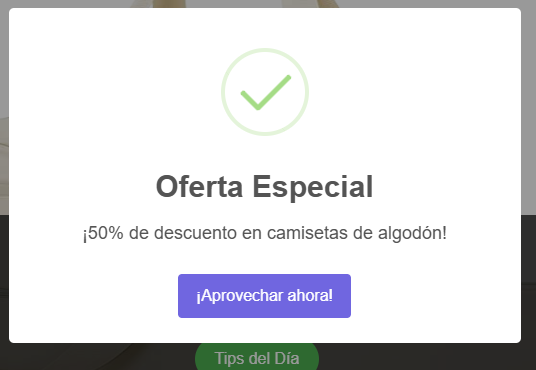 Oferta Especial
¡50% de descuento en camisetas de algodón!
¡Aprovechar ahora!
Tips del Día